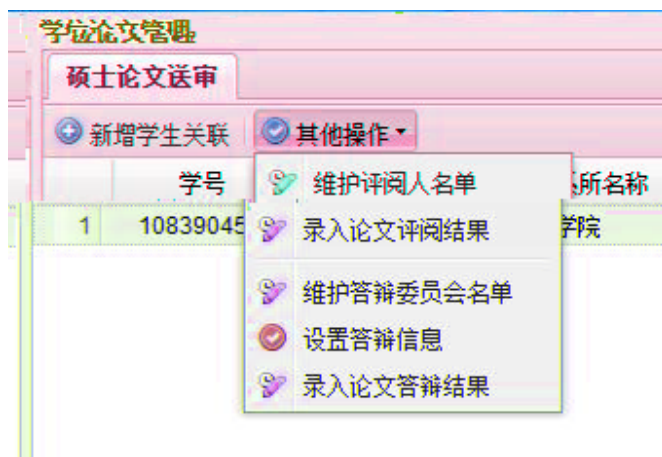 学位论文管理
硕士论文送审
新增学生关联 其他操作
学号 所名称
1 10839045 学院
维护评阅人名单
录入论文评阅结果
维护答辩委员会名单
设置答辩信息
录入论文答辩结果